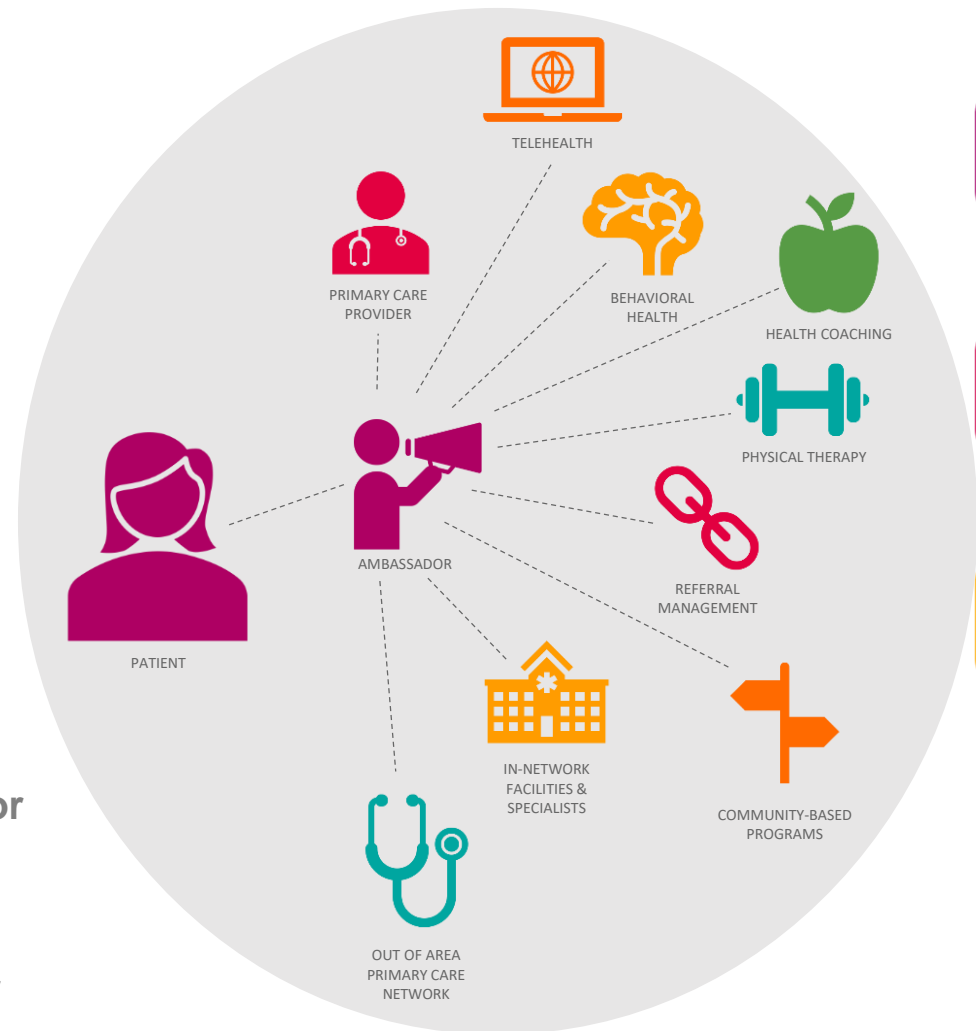 TELEHEALTH
PRIMARY CARE
PROVIDER
BEHAVIORAL
HEALTH
HEALTH COACHING
PHYSICAL THERAPY
AMBASSADOR
REFERRAL
MANAGEMENT
PATIENT
IN-NETWORK
FACILITIES &
SPECIALISTS
or
COMMUNITY-BASED
PROGRAMS
OUT OF AREA
PRIMARY CARE
NETWORK